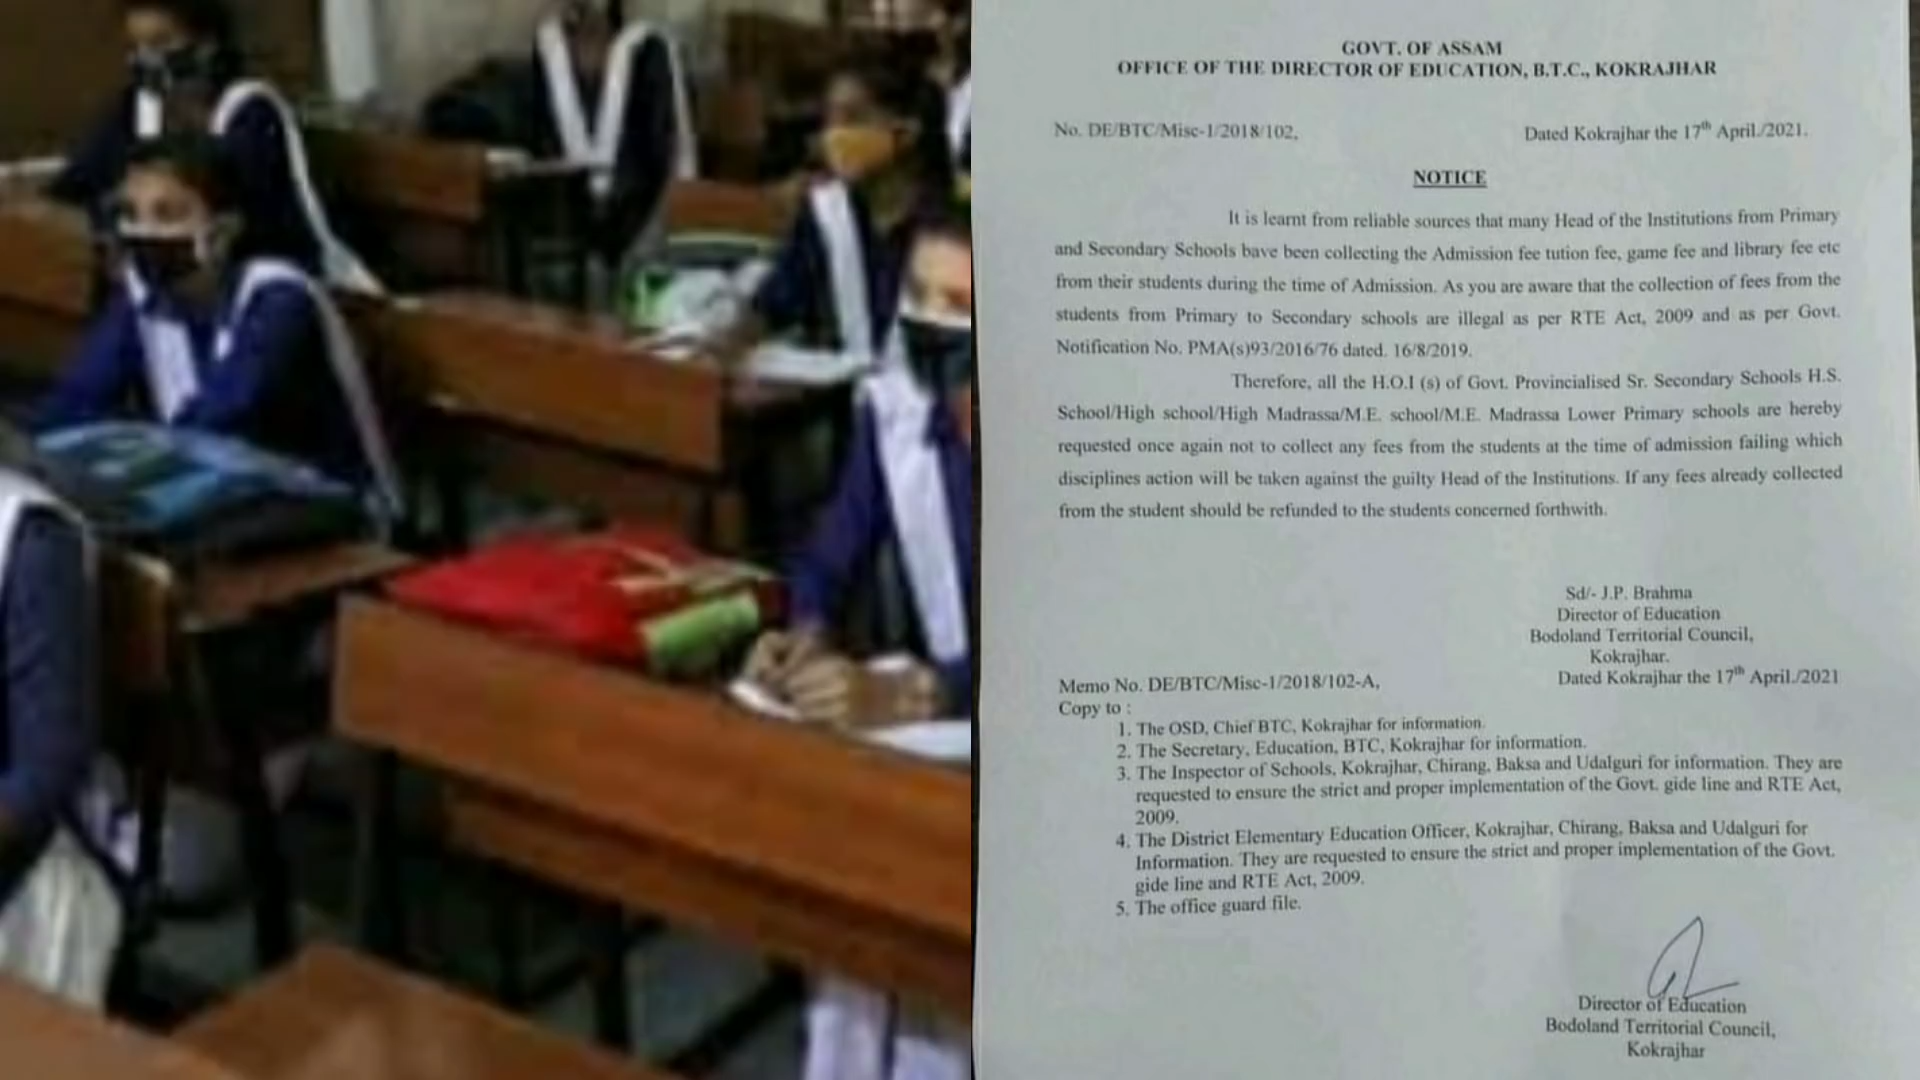 GOVT. OF ASSAM
OFFICE OF THE DIRECTOR OF EDUCATION, B.T.C., KOKRAJHAR
No. DE/BTC/Misc-1/2018/102, Dated Kokrajhar the 17th April./2021.
NOTICE
It is learnt from reliable sources that many Head of the Institutions from Primary
and Secondary Schools bave been collecting the Admission fee tution fee, game fee and library fee etc
from their students during the time of Admission. As you are aware that the collection of fees from the
students from Primary to Secondary schools are illegal as per RTE Act, 2009 and as per Govt.
Notification No. PMA(s)93/2016/76 dated. 16/8/2019.
Therefore, all the H.O.I (s) of Govt. Provincialised Sr. Secondary Schools H.S.
School/High school/High Madrassa/M.E. school/M.E. Madrassa Lower Primary schools are hereby
requested once again not to collect any fees from the students at the time of admission failing which
disciplines action will be taken against the guilty Head of the Institutions. If any fees already collected
from the student should be refunded to the students concerned forthwith.
Sd/- J.P. Brahma
Director of Education
Bodoland Territorial Council,
Kokrajhar.
Memo No. DE/BTC/Misc-1/2018/102-A, Dated Kokrajhar the 17th April./2021
Copy to :
1. The OSD, Chief BTC, Kokrajhar for information.
2. The Secretary, Education, BTC, Kokrajhar for information.
3. The Inspector of Schools, Kokrajhar, Chirang, Baksa and Udalguri for information. They are
requested to ensure the strict and proper implementation of the Govt. gide line and RTE Act,
2009.
4. The District Elementary Education Officer, Kokrajhar, Chirang, Baksa and Udalguri for
Information. They are requested to ensure the strict and proper implementation of the Govt.
gide line and RTE Act, 2009.
5. The office guard file.
Director of Education
Bodoland Territorial Council,
Kokrajhar